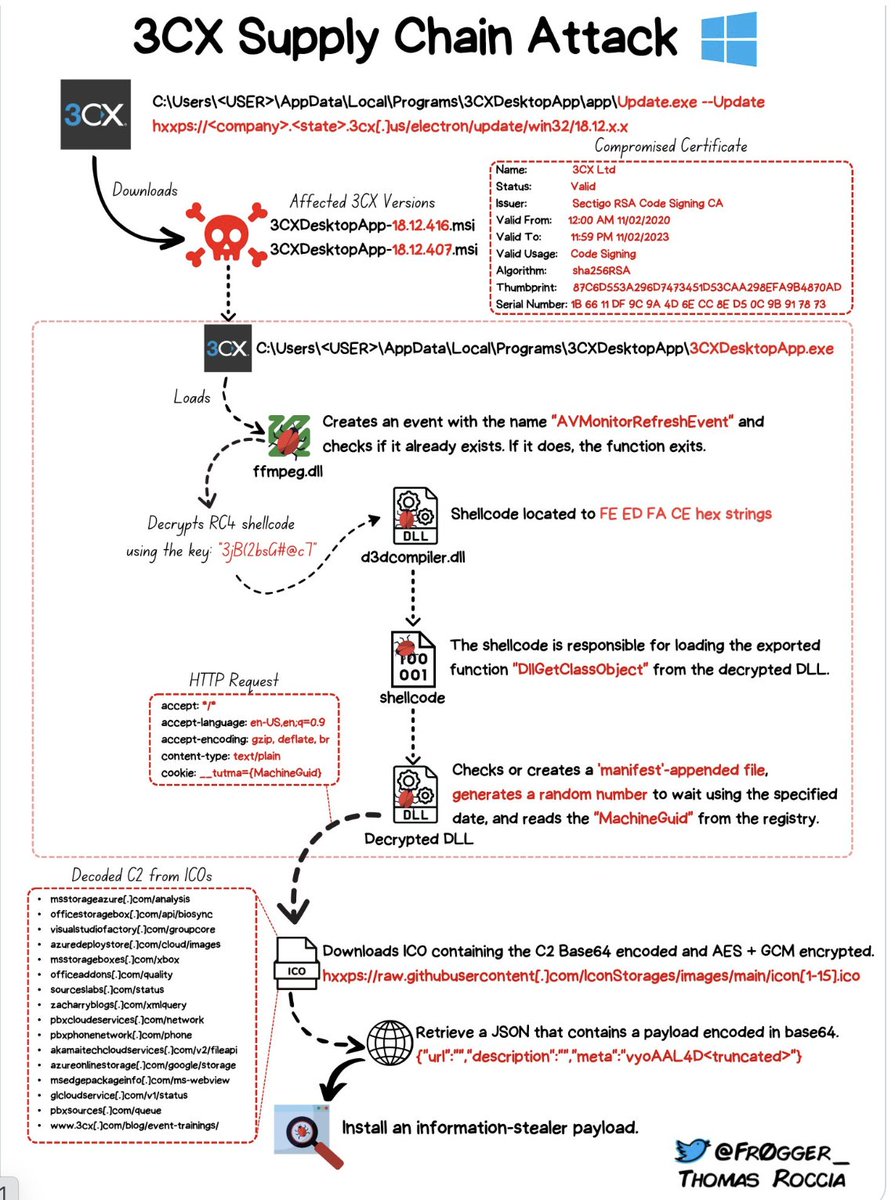 3CX Supply Chain Attack
3CX
C:\Users\<USER>\AppData\Local\Programs\3CXDesktopApp\app\Update.exe --Update
hxxps://<company>.<state>.3cx[.]us/electron/update/win32/18.12.x.x
Downloads
Affected 3CX Versions
3CXDesktopApp-18.12.416.msi
3CXDesktopApp-18.12.407.msi
Compromised Certificate
Name: 3CX Ltd
Status: Valid
Issuer: Sectigo RSA Code Signing CA
Valid From: 12:00 AM 11/02/2020
Valid To: 11:59 PM 11/02/2023
Valid Usage: Code Signing
Algorithm: sha256RSA
Thumbprint: 87C6D553A296D7473451D53CAA298EFA9B4870AD
Serial Number: 1B 66 11 DF 9C 9A 4D 6E CC 8E D5 0C 9B 91 78 73
3CX
C:\Users\<USER>\AppData\Local\Programs\3CXDesktopApp\3CXDesktopApp.exe
Loads
ffmpeg.dll
Creates an event with the name "AVMonitorRefreshEvent" and
checks if it already exists. If it does, the function exits.
Decrypts RC4 shellcode
using the key: "3jB(2bsG#@c7"
DLL
d3dcompiler.dll
Shellcode located to FE ED FA CE hex strings
100
001
shellcode
The shellcode is responsible for loading the exported
function "DllGetClassObject" from the decrypted DLL.
HTTP Request
accept: */*
accept-language: en-US,en;q=0.9
accept-encoding: gzip, deflate, br
content-type: text/plain
cookie: __tutma={MachineGuid}
DLL
Decrypted DLL
Checks or creates a 'manifest'-appended file,
generates a random number to wait using the specified
date, and reads the "MachineGuid" from the registry.
Decoded C2 from ICOs
• msstorageazure[.]com/analysis
• officestoragebox[.]com/api/biosync
• visualstudiofactory[.]com/groupcore
• azuredeploystore[.]com/cloud/images
• msstorageboxes[.]com/xbox
• officeaddons[.]com/quality
• sourceslabs[.]com/status
• zacharryblogs[.]com/xmlquery
• pbxcloudeservices[.]com/network
• pbxphonenetwork[.]com/phone
• akamaitechcloudservices[.]com/v2/fileapi
• azureonlinestorage[.]com/google/storage
• msedgepackageinfo[.]com/ms-webview
• glcloudservice[.]com/v1/status
• pbxsources[.]com/queue
• www.3cx[.]com/blog/event-trainings/
ICO
Downloads ICO containing the C2 Base64 encoded and AES + GCM encrypted.
hxxps://raw.githubusercontent[.]com/IconStorages/images/main/icon[1-15].ico
Retrieve a JSON that contains a payload encoded in base64.
{"url":"","description":"","meta":"vyoAAL4D<truncated>"}
Install an information-stealer payload.
@Fr0gger_
Thomas Roccia
1